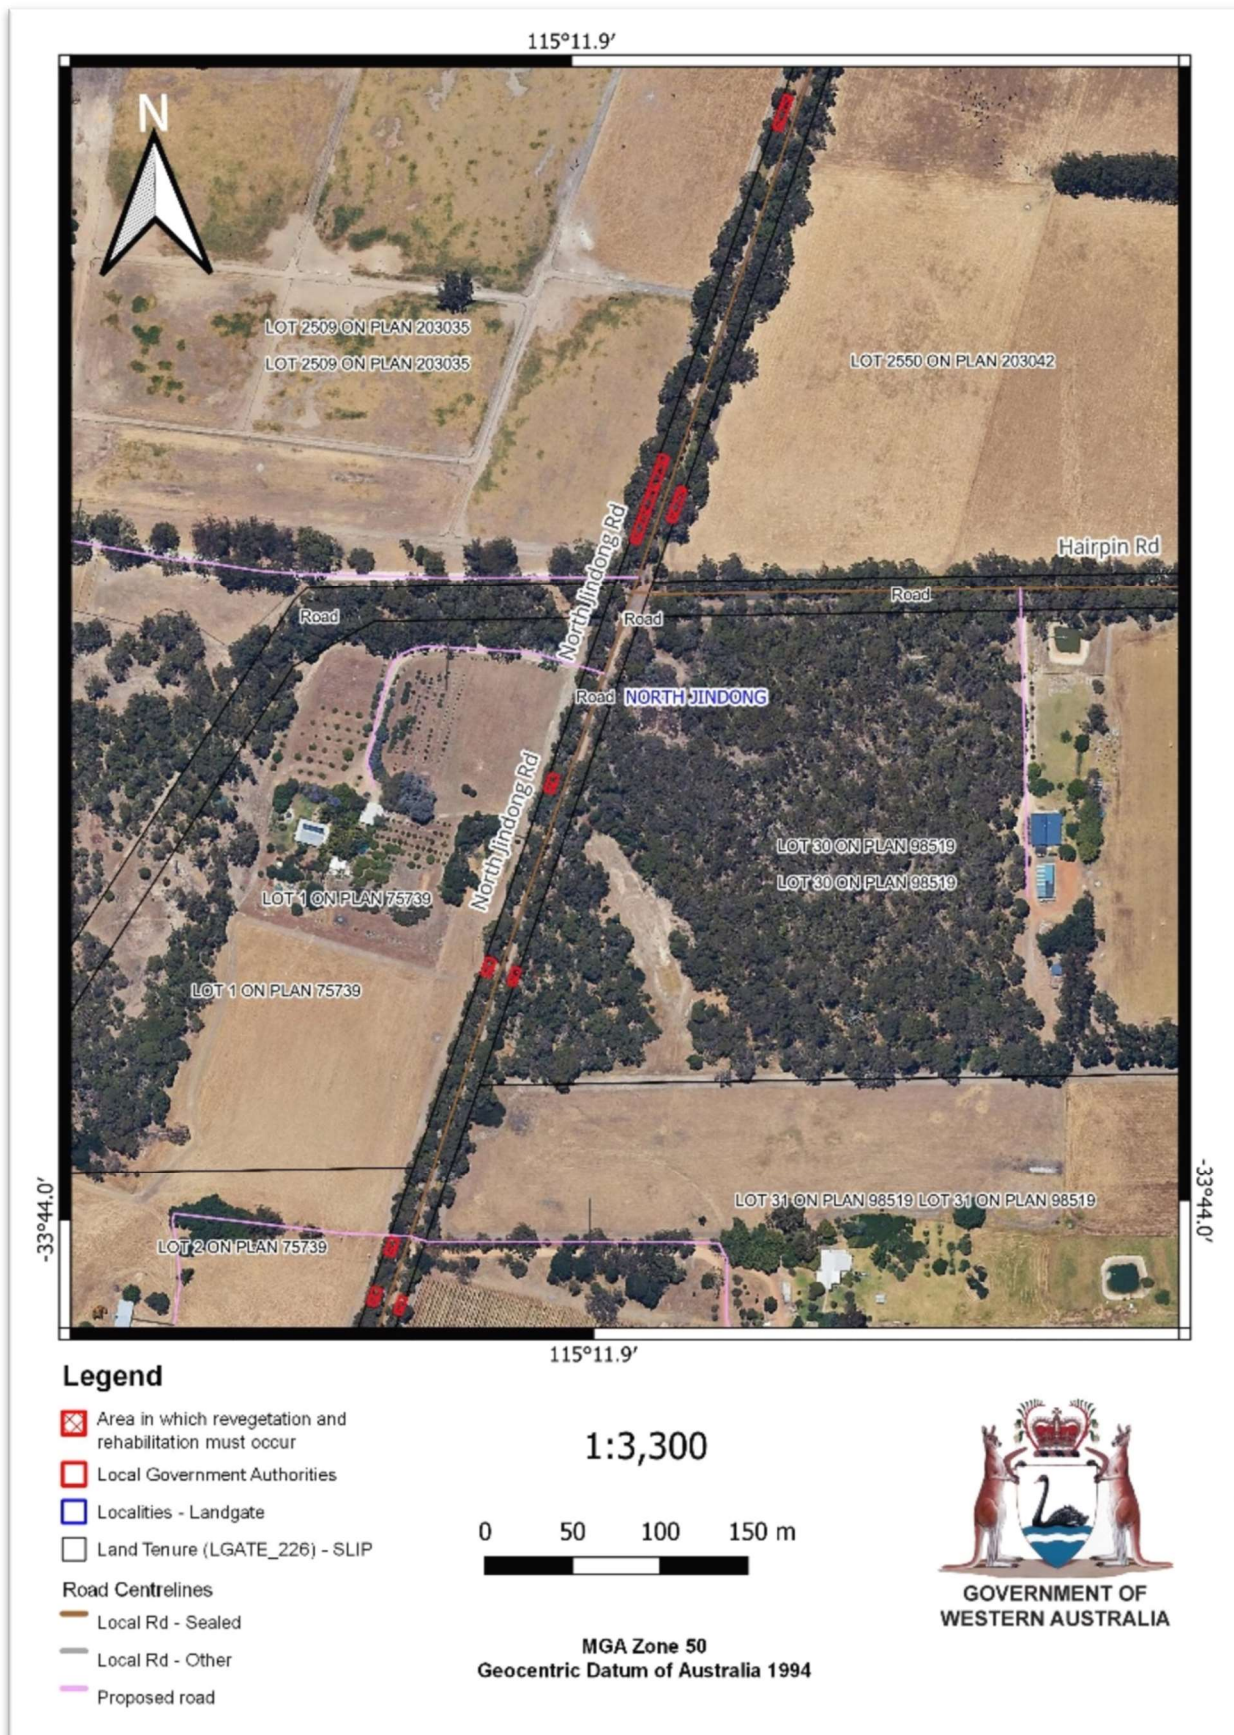 115°11.9′
N
LOT 2509 ON PLAN 203035
LOT 2509 ON PLAN 203035
LOT 2550 ON PLAN 203042
North Jindong Rd
Hairpin Rd
Road
Road
Road
Road
NORTH JINDONG
North Jindong Rd
LOT 30 ON PLAN 98519
LOT 30 ON PLAN 98519
LOT 1 ON PLAN 75739
LOT 1 ON PLAN 75739
-33°44.0′
-33°44.0′
LOT 31 ON PLAN 98519 LOT 31 ON PLAN 98519
LOT 2 ON PLAN 75739
115°11.9′
Legend
Area in which revegetation and
rehabilitation must occur
Local Government Authorities
Localities - Landgate
Land Tenure (LGATE_226) - SLIP
Road Centrelines
Local Rd - Sealed
Local Rd - Other
Proposed road
1:3,300
0 50 100 150 m
MGA Zone 50
Geocentric Datum of Australia 1994
GOVERNMENT OF
WESTERN AUSTRALIA